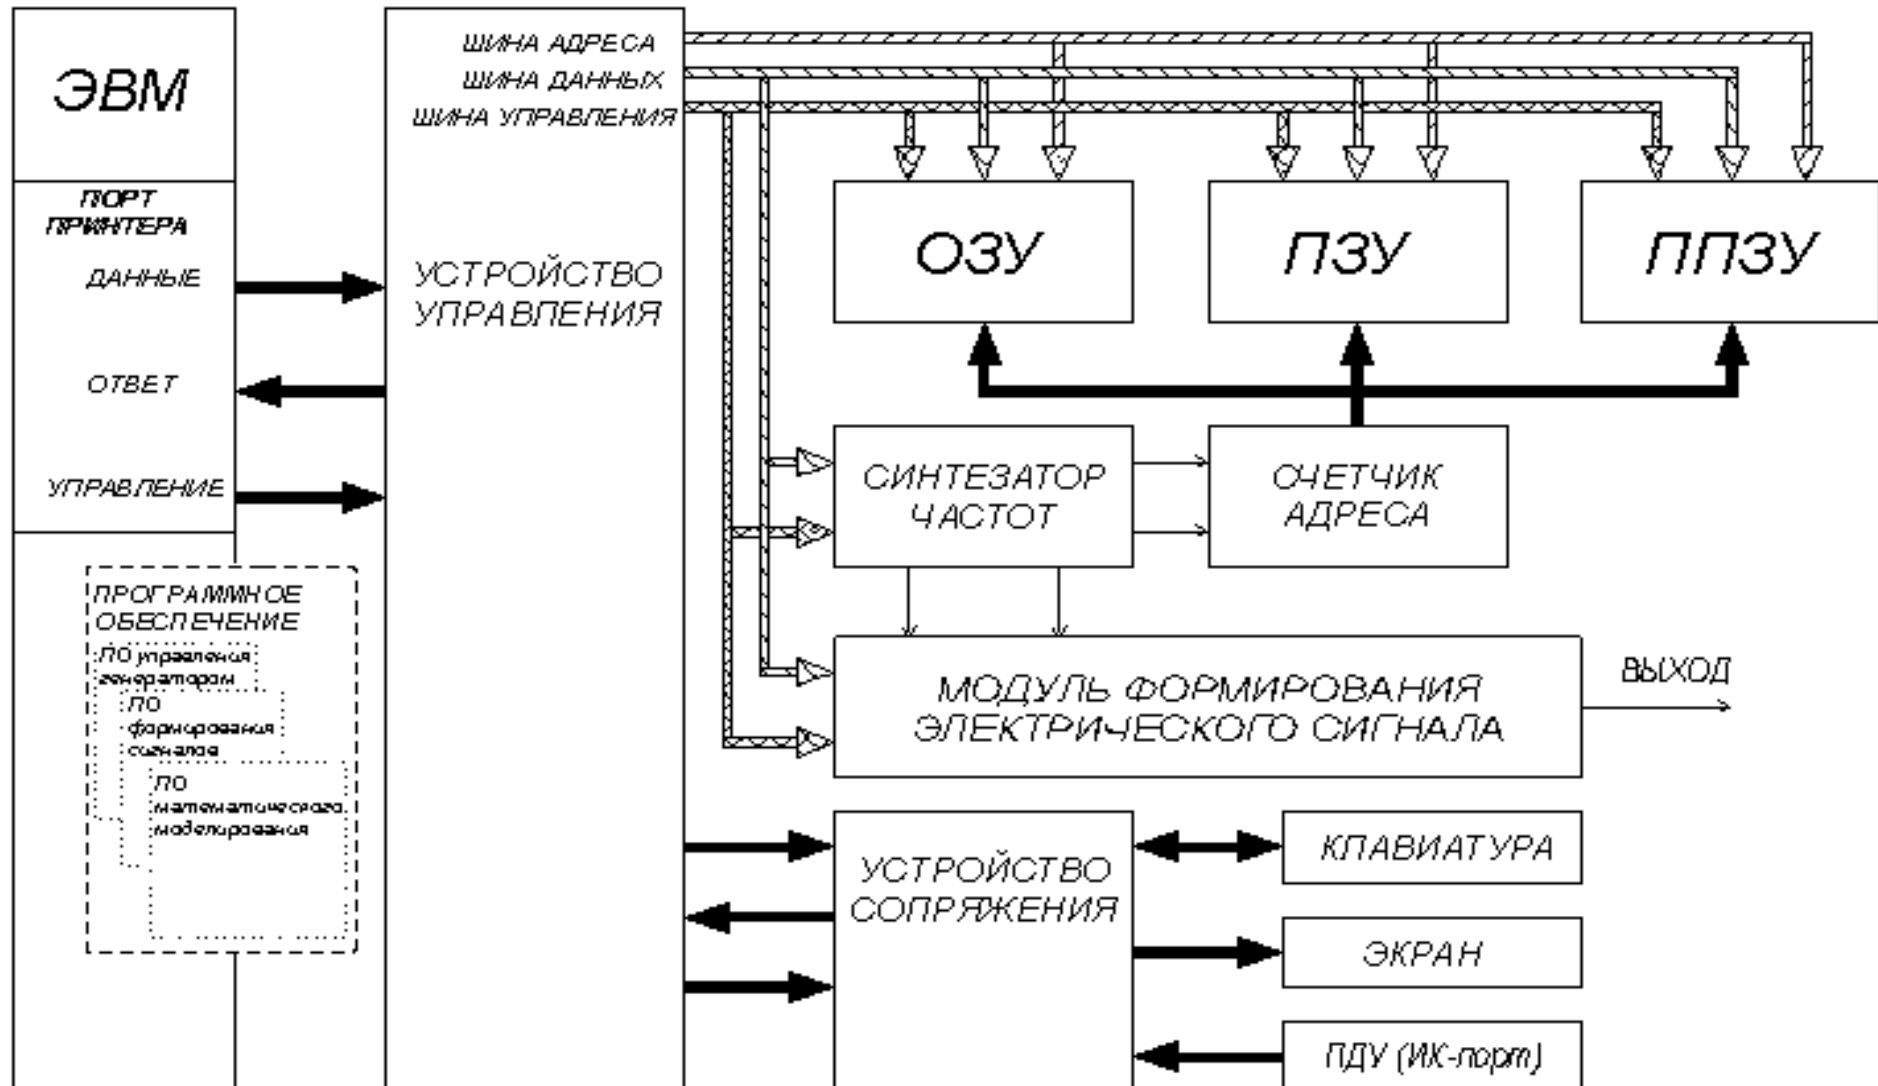 ЭВМ
ПОРТ
ПРИНТЕРА
ДАННЫЕ
ОТВЕТ
УПРАВЛЕНИЕ
ПРОГРАММНОЕ
ОБЕСПЕЧЕНИЕ
ПО управления
генератором
ПО
формирования
сигналов
ПО
математического
моделирования
УСТРОЙСТВО
УПРАВЛЕНИЯ
ШИНА АДРЕСА
ШИНА ДАННЫХ
ШИНА УПРАВЛЕНИЯ
ОЗУ
ПЗУ
ППЗУ
СИНТЕЗАТОР
ЧАСТОТ
СЧЕТЧИК
АДРЕСА
МОДУЛЬ ФОРМИРОВАНИЯ
ЭЛЕКТРИЧЕСКОГО СИГНАЛА
ВЫХОД
УСТРОЙСТВО
СОПРЯЖЕНИЯ
КЛАВИАТУРА
ЭКРАН
ПДУ (ИК-порт)